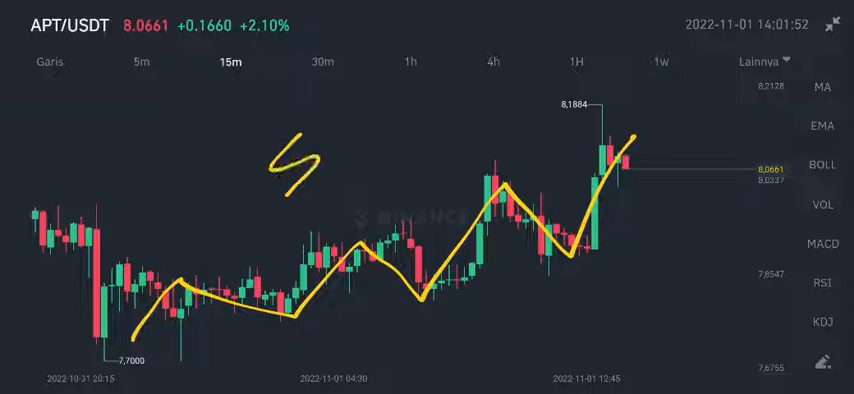 APT/USDT 8.0661 +0.1660 +2.10% 2022-11-01 14:01:52
Garis 5m 15m 30m 1h 4h 1H 1w Lainnya
8,2128
MA
8,1884
EMA
BOLL
8,0661
8,0337
VOL
BINANCE
MACD
7,8547
RSI
KDJ
7,7000
7,6755
2022-10-31 20:15 2022-11-01 04:30 2022-11-01 12:45